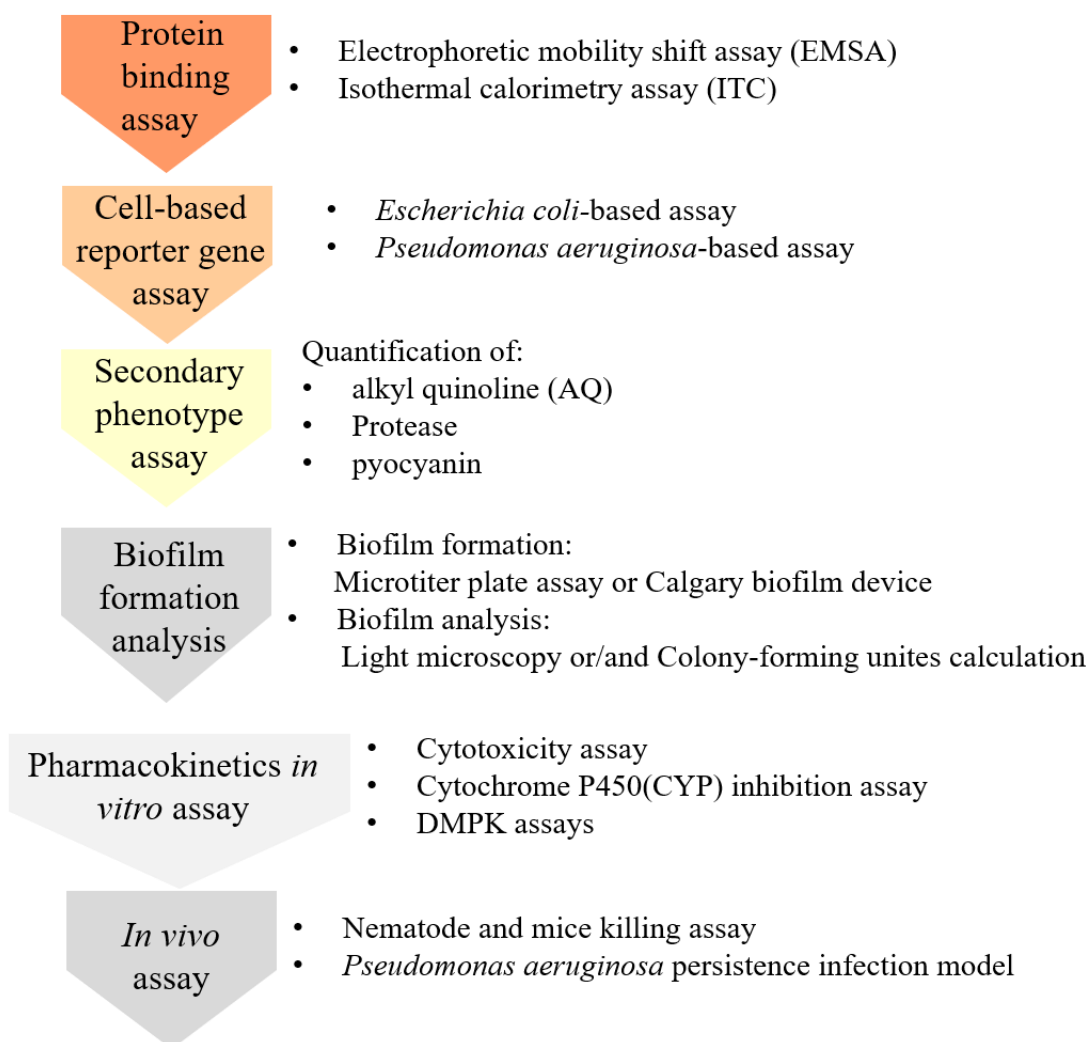 Protein
binding
assay
• Electrophoretic mobility shift assay (EMSA)
• Isothermal calorimetry assay (ITC)
Cell-based
reporter gene
assay
• Escherichia coli-based assay
• Pseudomonas aeruginosa-based assay
Secondary
phenotype
assay
Quantification of:
• alkyl quinoline (AQ)
• Protease
• pyocyanin
Biofilm
formation
analysis
• Biofilm formation:
Microtiter plate assay or Calgary biofilm device
• Biofilm analysis:
Light microscopy or/and Colony-forming unites calculation
Pharmacokinetics in
vitro assay
• Cytotoxicity assay
• Cytochrome P450(CYP) inhibition assay
• DMPK assays
In vivo
assay
• Nematode and mice killing assay
• Pseudomonas aeruginosa persistence infection model